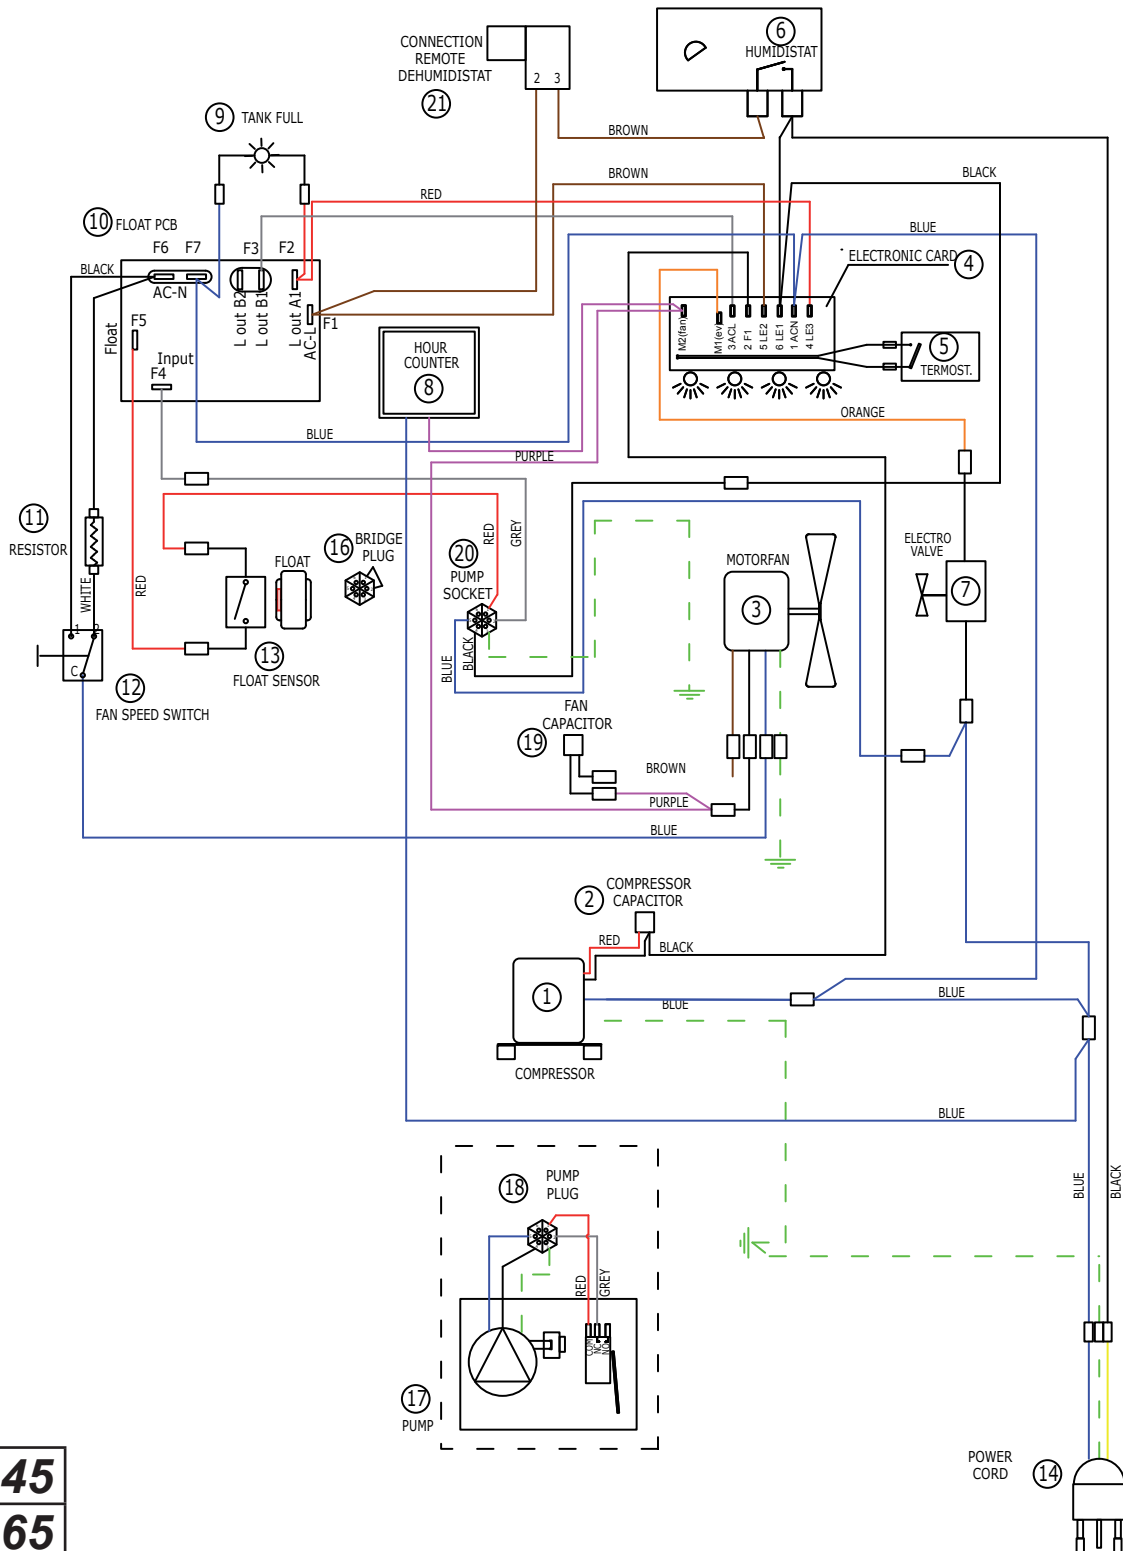 CONNECTION
REMOTE
DEHUMIDISTAT
21
2 3
6
HUMIDISTAT
9 TANK FULL
BROWN
BROWN
BLACK
RED
BLUE
10 FLOAT PCB
F6 F7 F3 F2
BLACK
AC-N
L out B2
L out B1
L out A1
AC-L
F1
Float
F5
Input
F4
ELECTRONIC CARD 4
M2(fan)
M1(ev)
3 ACL
2 F1
5 LE2
6 LE1
1 ACN
4 LE3
5
TERMOST.
HOUR
COUNTER
8
ORANGE
BLUE
PURPLE
11
RESISTOR
WHITE
RED
1 2
C
12
FAN SPEED SWITCH
FLOAT
13
FLOAT SENSOR
16 BRIDGE
PLUG
20
PUMP
SOCKET
RED
GREY
BLUE
BLACK
MOTORFAN
3
ELECTRO
VALVE
7
FAN
CAPACITOR
19
BROWN
PURPLE
BLUE
2 COMPRESSOR
CAPACITOR
RED
BLACK
1
BLUE
BLUE
COMPRESSOR
BLUE
BLUE
BLACK
18 PUMP
PLUG
RED
GREY
COM
NC
NO
17
PUMP
POWER
CORD
14
45
65